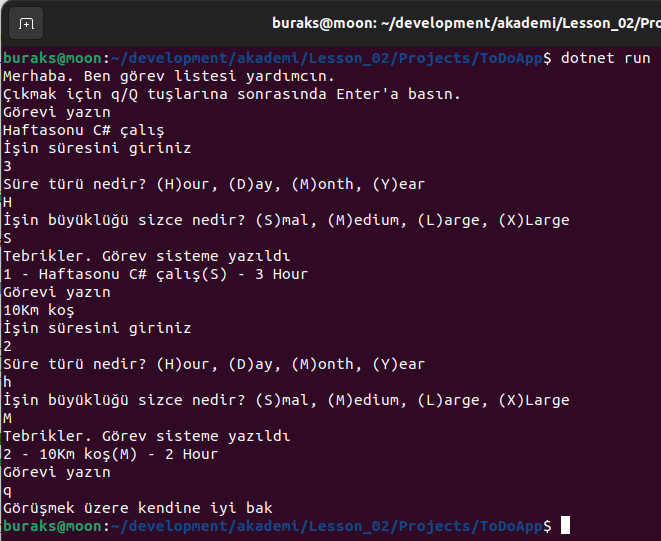 buraks@moon: ~/development/akademi/Lesson_02/Pro
buraks@moon:~/development/akademi/Lesson_02/Projects/ToDoApp$ dotnet run
Merhaba. Ben görev listesi yardımcın.
Çıkmak için q/Q tuşlarına sonrasında Enter'a basın.
Görevi yazın
Haftasonu C# çalış
İşin süresini giriniz
3
Süre türü nedir? (H)our, (D)ay, (M)onth, (Y)ear
H
İşin büyüklüğü sizce nedir? (S)mal, (M)edium, (L)arge, (X)Large
S
Tebrikler. Görev sisteme yazıldı
1 - Haftasonu C# çalış(S) - 3 Hour
Görevi yazın
10Km koş
İşin süresini giriniz
2
Süre türü nedir? (H)our, (D)ay, (M)onth, (Y)ear
h
İşin büyüklüğü sizce nedir? (S)mal, (M)edium, (L)arge, (X)Large
M
Tebrikler. Görev sisteme yazıldı
2 - 10Km koş(M) - 2 Hour
Görevi yazın
q
Görüşmek üzere kendine iyi bak
buraks@moon:~/development/akademi/Lesson_02/Projects/ToDoApp$